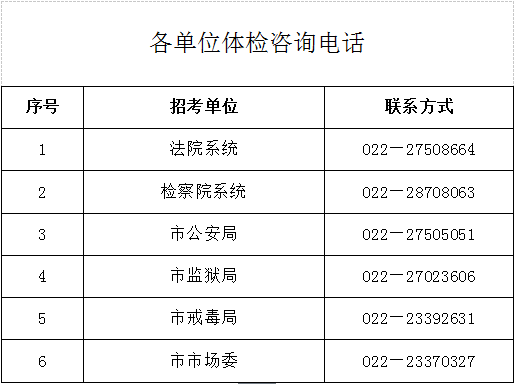 各单位体检咨询电话
序号 招考单位 联系方式
1 法院系统 022—27508664
2 检察院系统 022—28708063
3 市公安局 022—27505051
4 市监狱局 022—27023606
5 市戒毒局 022—23392631
6 市市场委 022—23370327